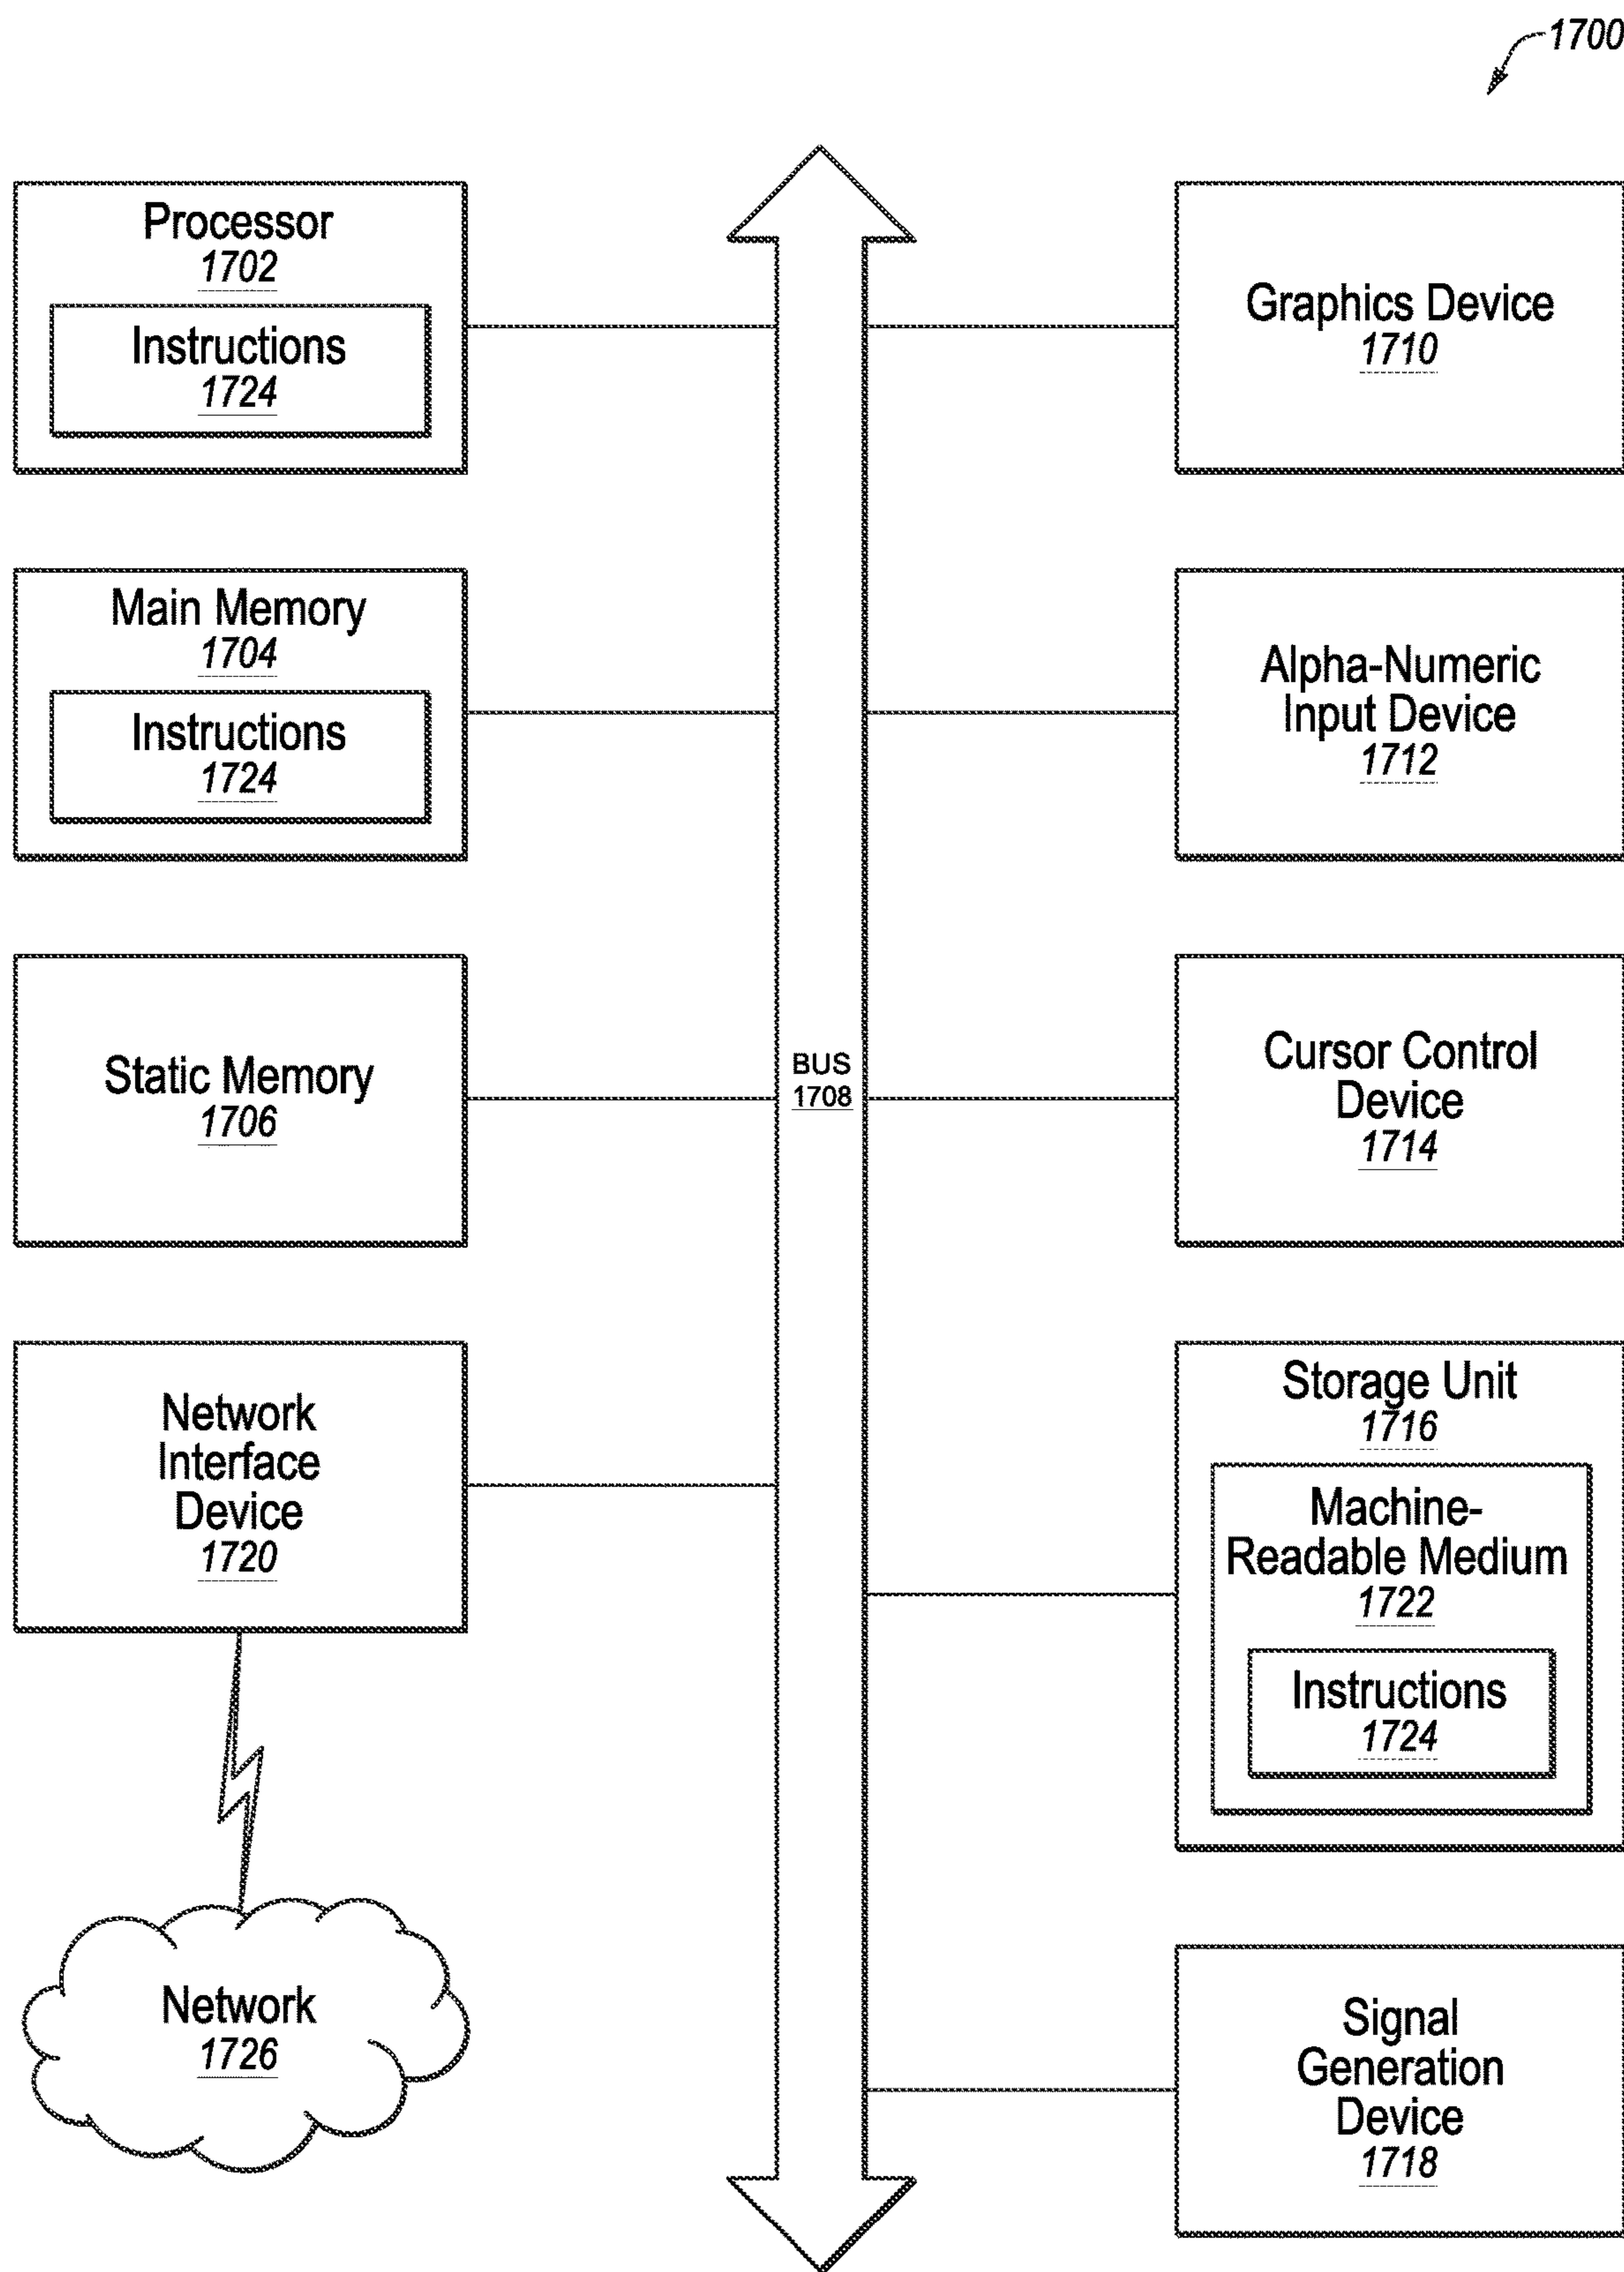 1700
Processor
1702
Instructions
1724
Main Memory
1704
Instructions
1724
Static Memory
1706
Network
Interface
Device
1720
Network
1726
BUS
1708
Graphics Device
1710
Alpha-Numeric
Input Device
1712
Cursor Control
Device
1714
Storage Unit
1716
Machine-
Readable Medium
1722
Instructions
1724
Signal
Generation
Device
1718